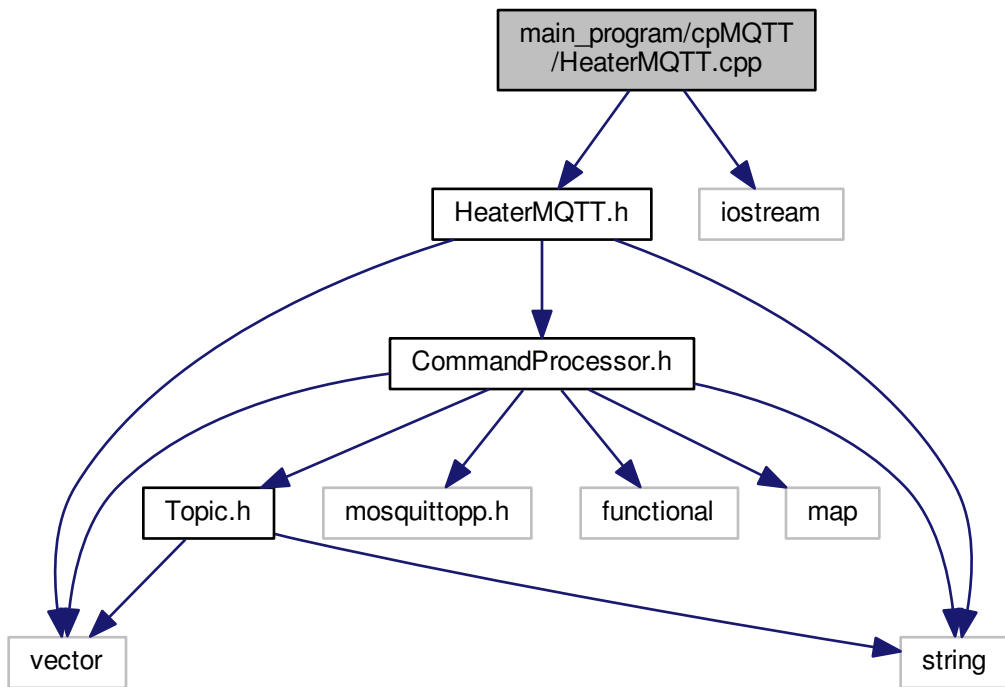 main_program/cpMQTT
/HeaterMQTT.cpp
HeaterMQTT.h
iostream
CommandProcessor.h
Topic.h
mosquittopp.h
functional
map
vector
string